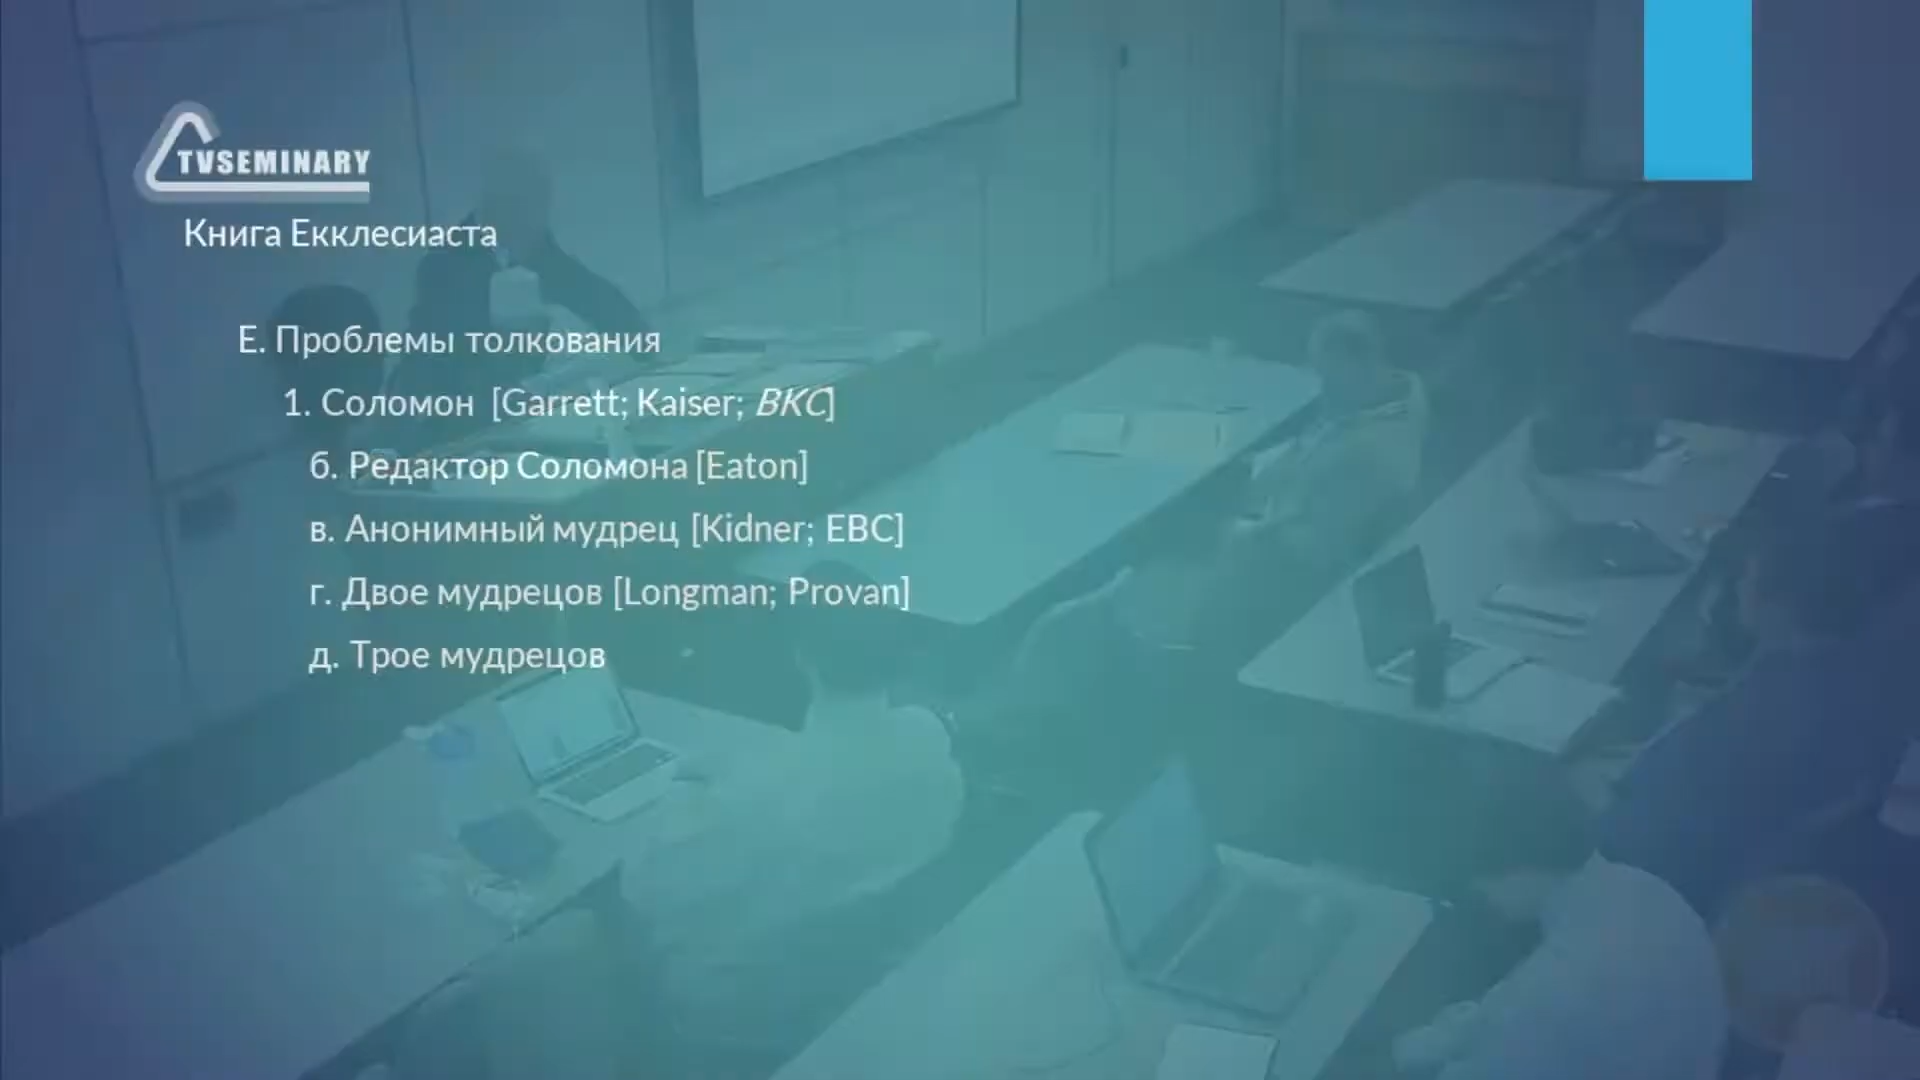 TVSEMINARY
Книга Екклесиаста
Е. Проблемы толкования
1. Соломон [Garrett; Kaiser; ВКС]
б. Редактор Соломона [Eaton]
в. Анонимный мудрец [Kidner; EBC]
г. Двое мудрецов [Longman; Provan]
д. Трое мудрецов